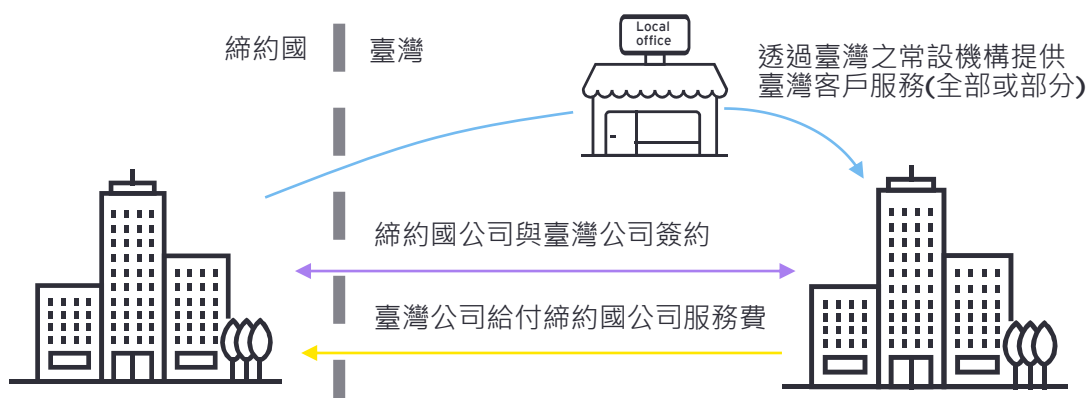 Local
office
締約國
臺灣
透過臺灣之常設機構提供
臺灣客戶服務(全部或部分)
締約國公司與臺灣公司簽約
臺灣公司給付締約國公司服務費